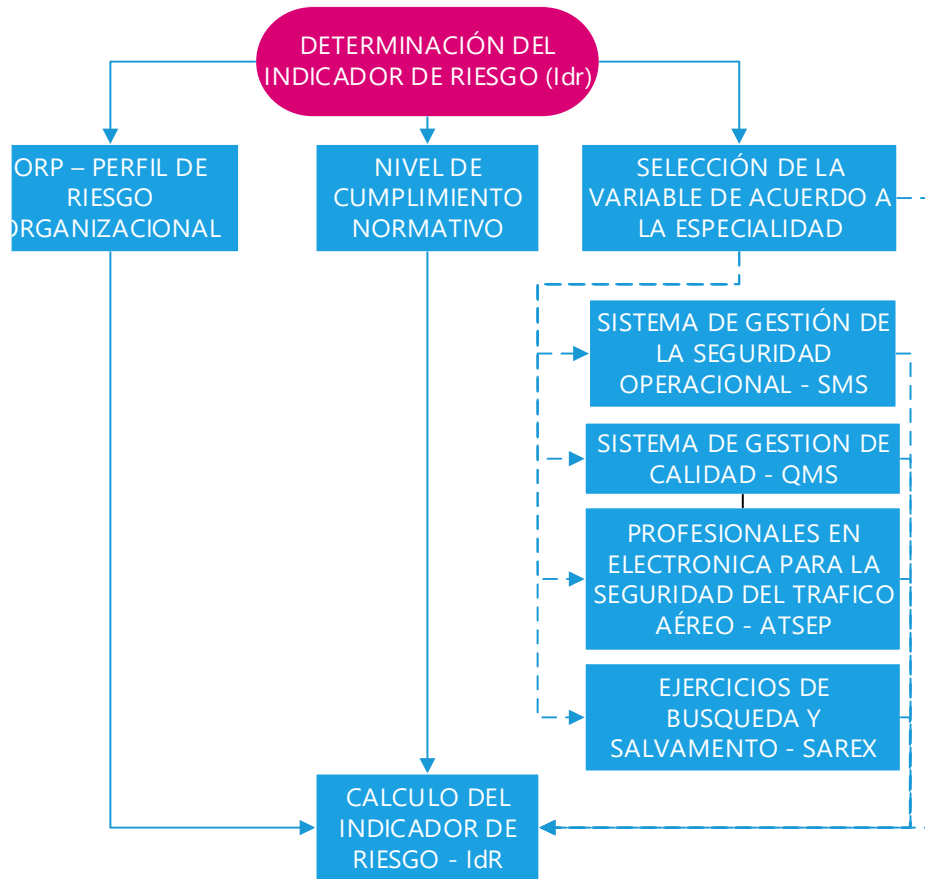 DETERMINACIÓN DEL
INDICADOR DE RIESGO (Idr)
ORP – PERFIL DE
RIESGO
ORGANIZACIONAL
NIVEL DE
CUMPLIMIENTO
NORMATIVO
SELECCIÓN DE LA
VARIABLE DE ACUERDO A
LA ESPECIALIDAD
SISTEMA DE GESTIÓN DE
LA SEGURIDAD
OPERACIONAL - SMS
SISTEMA DE GESTION DE
CALIDAD - QMS
PROFESIONALES EN
ELECTRONICA PARA LA
SEGURIDAD DEL TRAFICO
AÉREO - ATSEP
EJERCICIOS DE
BUSQUEDA Y
SALVAMENTO - SAREX
CALCULO DEL
INDICADOR DE
RIESGO - IdR